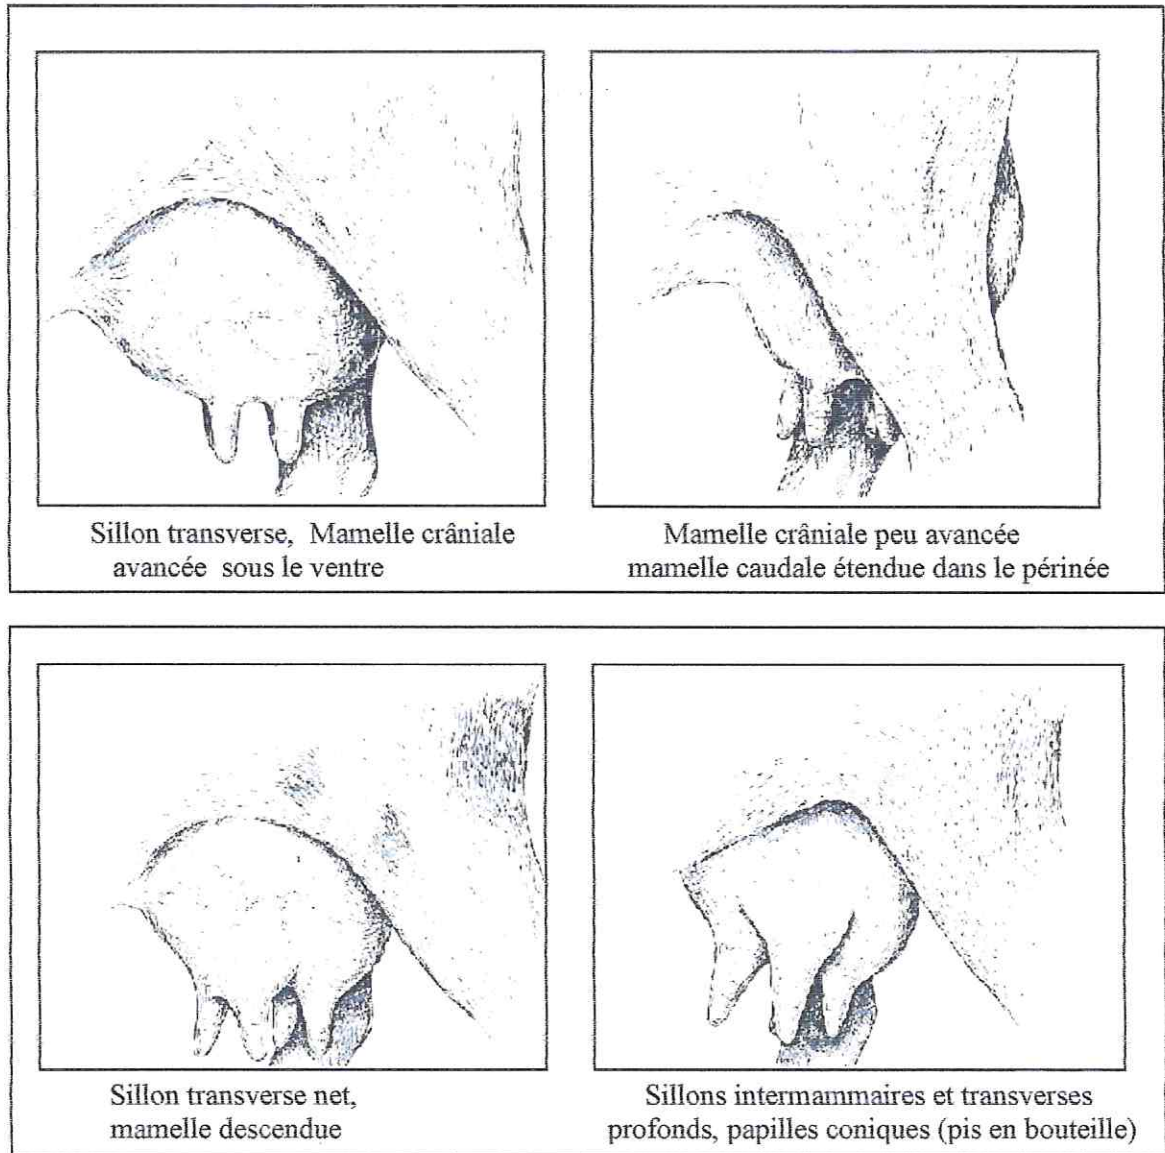 Sillon transverse, Mamelle crâniale
avancée sous le ventre
Mamelle crâniale peu avancée
mamelle caudale étendue dans le périnée
Sillon transverse net,
mamelle descendue
Sillons intermammaires et transverses
profonds, papilles coniques (pis en bouteille)